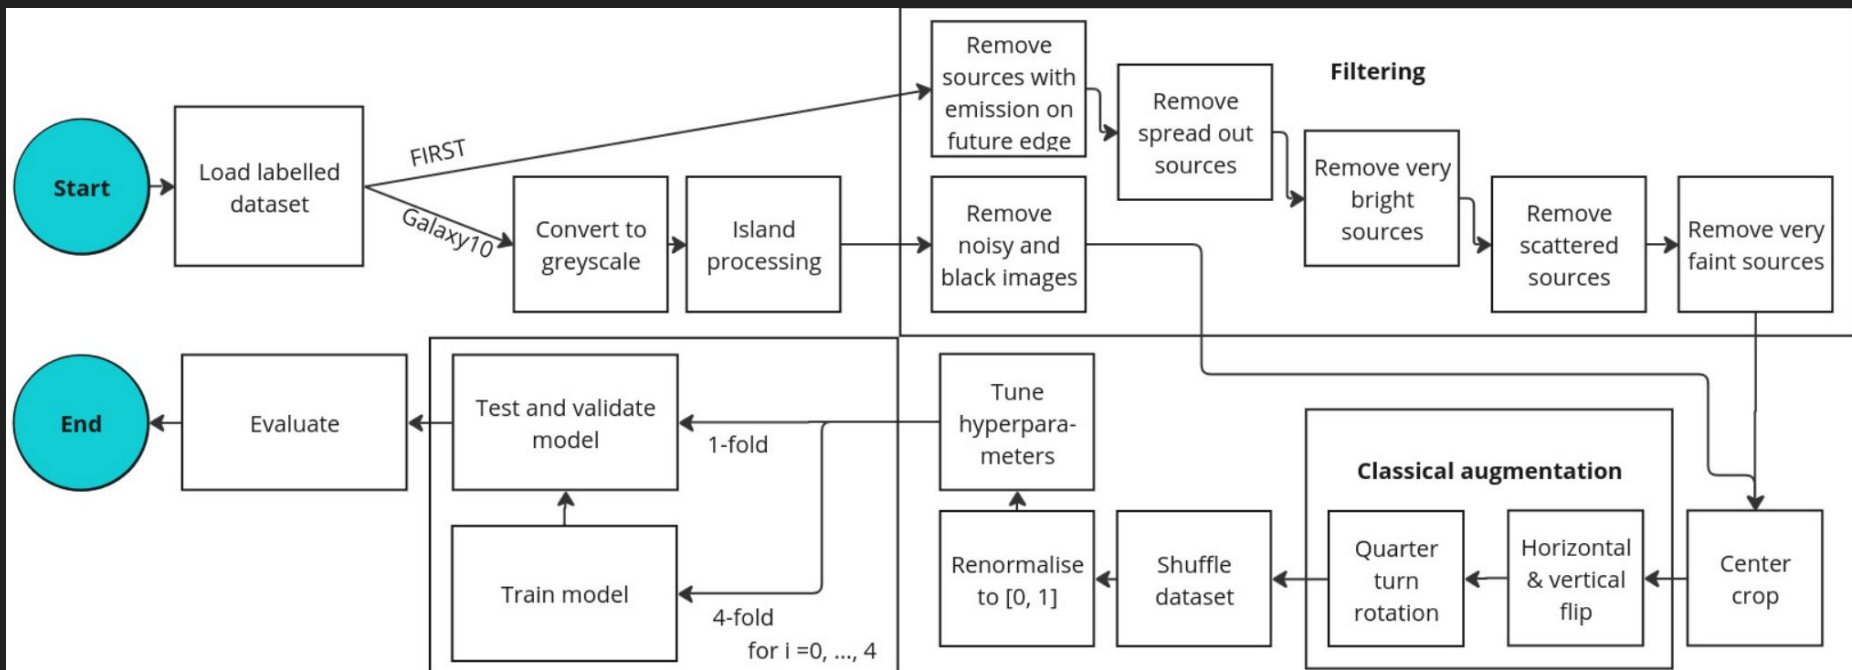 Start
Load labelled
dataset
FIRST
Galaxy10
Convert to
greyscale
Island
processing
Filtering
Remove
sources with
emission on
future edge
Remove
spread out
sources
Remove very
bright
sources
Remove
scattered
sources
Remove very
faint sources
Remove
noisy and
black images
Center
crop
Classical augmentation
Horizontal
& vertical
flip
Quarter
turn
rotation
Shuffle
dataset
Renormalise
to [0, 1]
Tune
hyperpara-
meters
1-fold
4-fold
for i =0, ..., 4
Train model
Test and validate
model
Evaluate
End